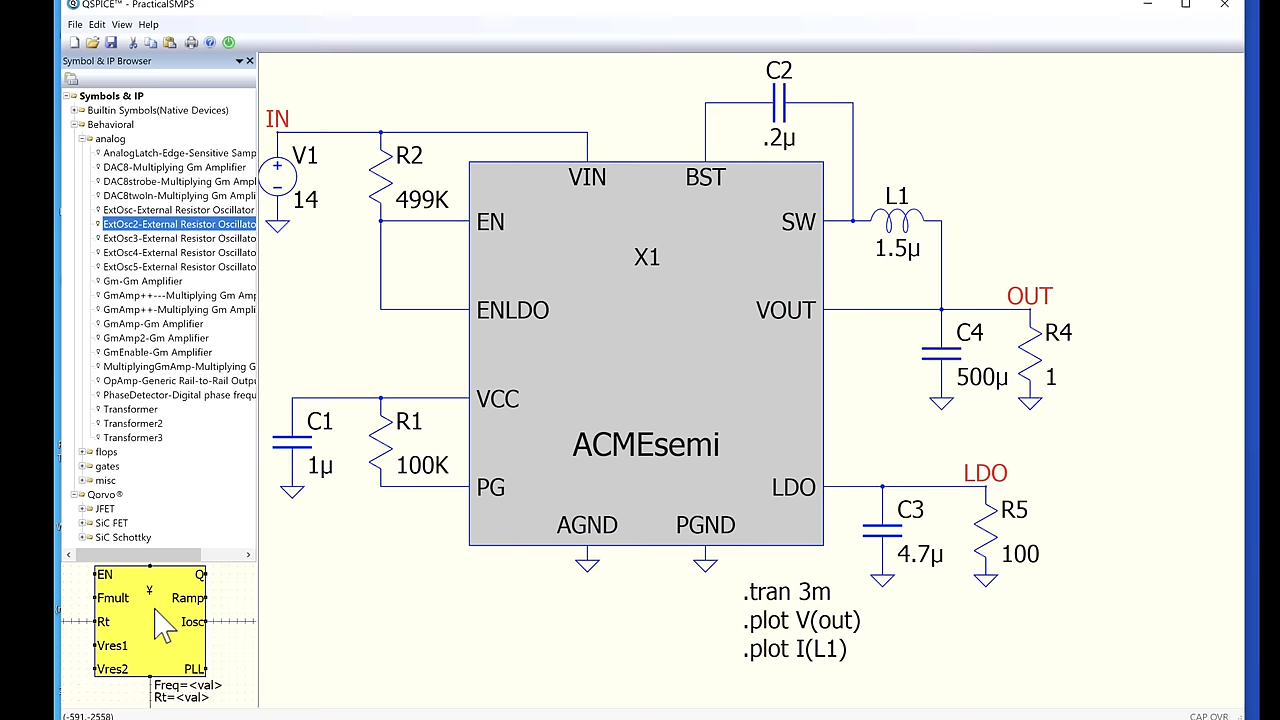 QSPICE™ - PracticalSMPS
File Edit View Help
Symbol & IP Browser
Symbols & IP
Builtin Symbols(Native Devices)
Behavioral
analog
AnalogLatch-Edge-Sensitive Samp
DAC8-Multiplying Gm Amplifier
DAC8strobe-Multiplying Gm Ampl
DAC8twoIn-Multiplying Gm Ampli
ExtOsc-External Resistor Oscillator
ExtOsc2-External Resistor Oscillato
ExtOsc3-External Resistor Oscillato
ExtOsc4-External Resistor Oscillato
ExtOsc5-External Resistor Oscillato
Gm-Gm Amplifier
GmAmp++---Multiplying Gm Amp
GmAmp++-Multiplying Gm Ampli
GmAmp-Gm Amplifier
GmAmp2-Gm Amplifier
GmEnable-Gm Amplifier
MultiplyingGmAmp-Multiplying G
OpAmp-Generic Rail-to-Rail Outpu
PhaseDetector-Digital phase frequ
Transformer
Transformer2
Transformer3
flops
gates
misc
Qorvo®
JFET
SiC FET
SiC Schottky
EN Q
¥
Fmult Ramp
Rt Iosc
Vres1
Vres2 PLL
Freq=<val>
Rt=<val>
(-591,-2558)
CAP OVR
IN
V1
14
R2
499K
C2
.2µ
VIN BST
EN SW
X1
L1
1.5µ
ENLDO VOUT
OUT
C4
500µ
R4
1
VCC
C1
1µ
R1
100K
ACMEsemi
PG LDO
AGND PGND
LDO
C3
4.7µ
R5
100
.tran 3m
.plot V(out)
.plot I(L1)